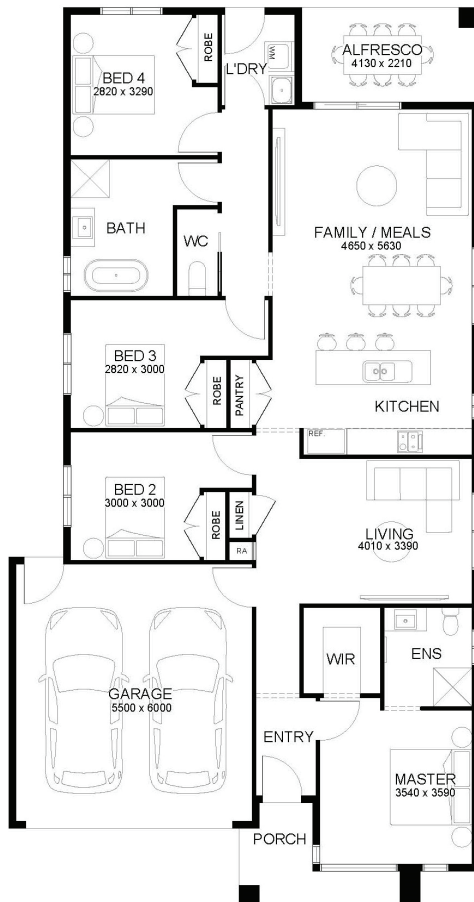 ALFRESCO
4130 x 2210
ROBE
WM
L'DRY
BED 4
2820 x 3290
BATH
WC
FAMILY / MEALS
4650 x 5630
BED 3
2820 x 3000
ROBE
PANTRY
KITCHEN
REF.
BED 2
3000 x 3000
ROBE
LINEN
RA
LIVING
4010 x 3390
WIR
ENS
GARAGE
5500 x 6000
ENTRY
MASTER
3540 x 3590
PORCH